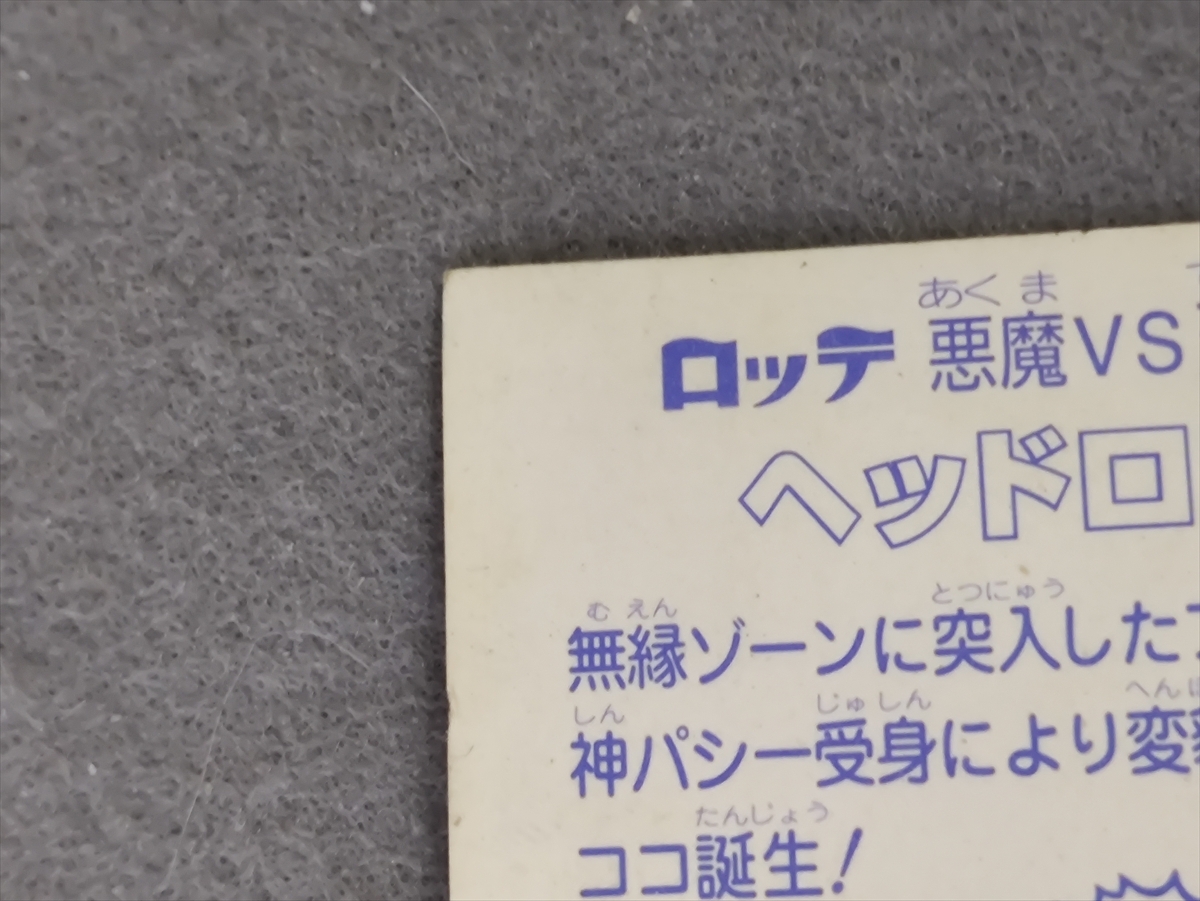 あくま
ロッテ 悪魔VS
ヘッドロ
むえん とつにゅう
無縁ゾーンに突入した
しん じゅしん へん
神パシー受身により変
たんじょう
ココ誕生!